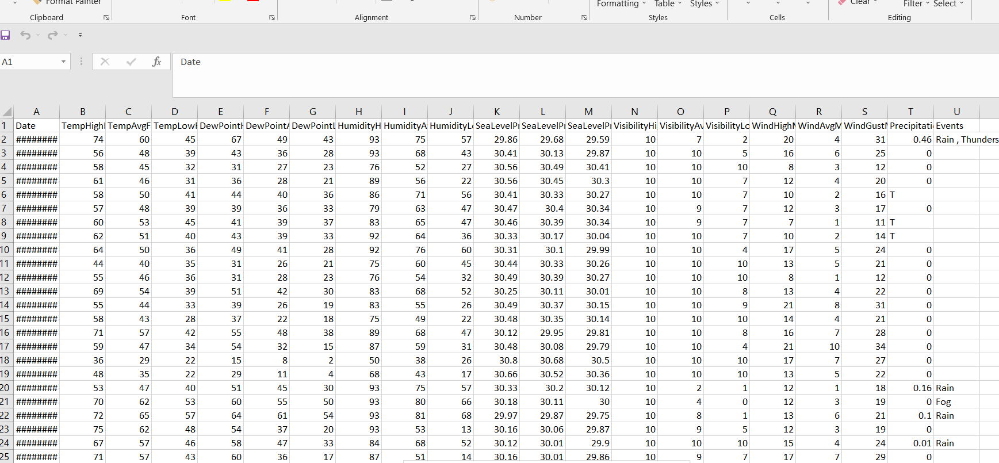 Format Painter Formatting Table Styles Clear Filter Select
Clipboard Font Alignment Number Styles Cells Editing
A1 fx Date
A B C D E F G H I J K L M N O P Q R S T U
1 Date TempHighI TempAvgF TempLowF DewPointH DewPointA DewPointL HumidityH HumidityA HumidityLo SeaLevelPr SeaLevelPr SeaLevelPr VisibilityHi VisibilityAv VisibilityLo WindHighM WindAvgM WindGustM Precipitati Events
2 ######## 74 60 45 67 49 43 93 75 57 29.86 29.68 29.59 10 7 2 20 4 31 0.46 Rain , Thunders
3 ######## 56 48 39 43 36 28 93 68 43 30.41 30.13 29.87 10 10 5 16 6 25 0
4 ######## 58 45 32 31 27 23 76 52 27 30.56 30.49 30.41 10 10 10 8 3 12 0
5 ######## 61 46 31 36 28 21 89 56 22 30.56 30.45 30.3 10 10 7 12 4 20 0
6 ######## 58 50 41 44 40 36 86 71 56 30.41 30.33 30.27 10 10 7 10 2 16 T
7 ######## 57 48 39 39 36 33 79 63 47 30.47 30.4 30.34 10 9 7 12 3 17 0
8 ######## 60 53 45 41 39 37 83 65 47 30.46 30.39 30.34 10 9 7 7 1 11 T
9 ######## 62 51 40 43 39 33 92 64 36 30.33 30.17 30.04 10 10 7 10 2 14 T
10 ######## 64 50 36 49 41 28 92 76 60 30.31 30.1 29.99 10 10 4 17 5 24 0
11 ######## 44 40 35 31 26 21 75 60 45 30.44 30.33 30.26 10 10 10 13 5 21 0
12 ######## 55 46 36 31 28 23 76 54 32 30.49 30.39 30.27 10 10 10 8 1 12 0
13 ######## 69 54 39 51 42 30 83 68 52 30.25 30.11 30.01 10 10 8 13 4 22 0
14 ######## 55 44 33 39 26 19 83 55 26 30.49 30.37 30.15 10 10 9 21 8 31 0
15 ######## 58 43 28 37 22 18 75 49 22 30.48 30.35 30.14 10 10 10 14 4 21 0
16 ######## 71 57 42 55 48 38 89 68 47 30.12 29.95 29.81 10 10 8 16 7 28 0
17 ######## 59 47 34 54 32 15 87 59 31 30.48 30.08 29.79 10 10 4 21 10 34 0
18 ######## 36 29 22 15 8 2 50 38 26 30.8 30.68 30.5 10 10 10 17 7 27 0
19 ######## 48 35 22 29 11 4 68 43 17 30.66 30.52 30.36 10 10 10 13 5 22 0
20 ######## 53 47 40 51 45 30 93 75 57 30.33 30.2 30.12 10 2 1 12 1 18 0.16 Rain
21 ######## 70 62 53 60 55 50 93 80 66 30.18 30.11 30 10 4 0 12 3 19 0 Fog
22 ######## 72 65 57 64 61 54 93 81 68 29.97 29.87 29.75 10 8 1 13 6 21 0.1 Rain
23 ######## 75 62 48 54 37 20 93 53 13 30.16 30.06 29.87 10 9 5 12 3 19 0
24 ######## 67 57 46 58 47 33 84 68 52 30.12 30.01 29.9 10 10 10 15 4 24 0.01 Rain
25 ######## 71 57 43 60 36 17 87 51 14 30.16 30.01 29.86 10 9 7 17 7 29 0